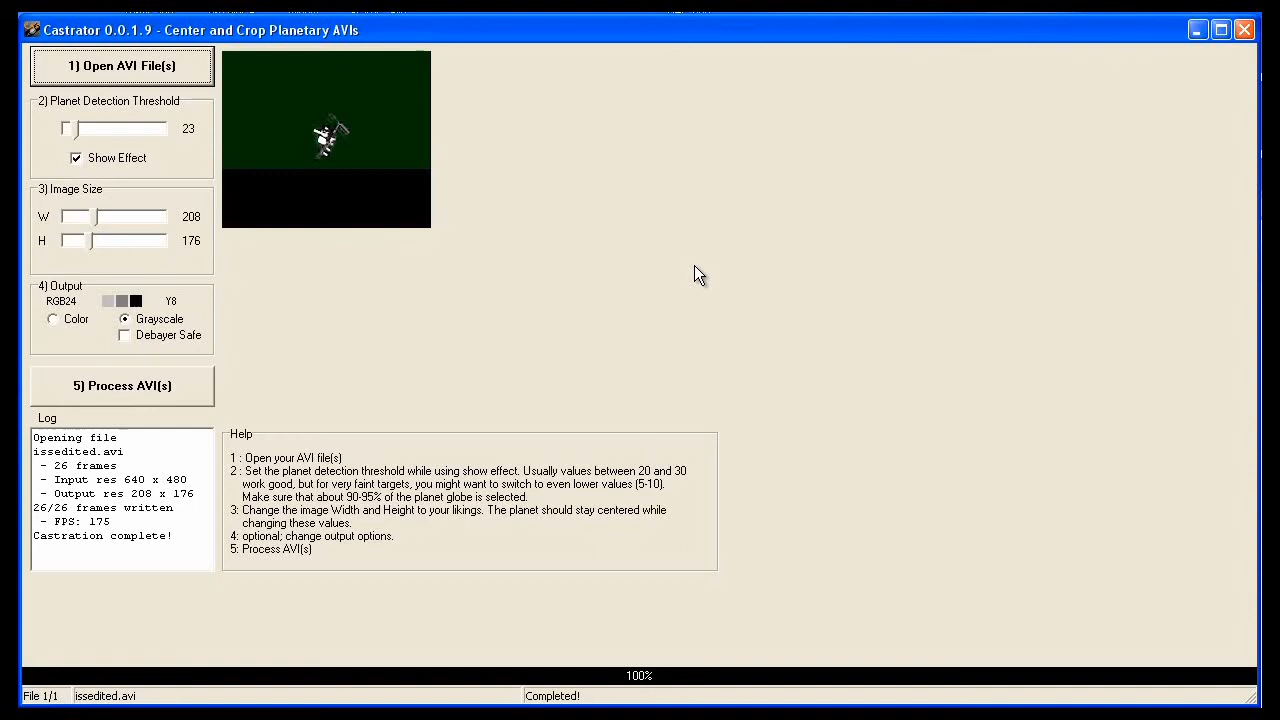 Castrator 0.0.1.9 - Center and Crop Planetary AVIs
1) Open AVI File(s)
2) Planet Detection Threshold
23
Show Effect
3) Image Size
W 208
H 176
4) Output
RGB24 Y8
Color Grayscale
Debayer Safe
5) Process AVI(s)
Log
Opening file
issedited.avi
- 26 frames
- Input res 640 x 480
- Output res 208 x 176
26/26 frames written
- FPS: 175
Castration complete!
Help
1 : Open your AVI file(s)
2 : Set the planet detection threshold while using show effect. Usually values between 20 and 30
work good, but for very faint targets, you might want to switch to even lower values (5-10).
Make sure that about 90-95% of the planet globe is selected.
3: Change the image Width and Height to your likings. The planet should stay centered while
changing these values.
4: optional; change output options.
5: Process AVI(s)
100%
File 1/1 issedited.avi Completed!